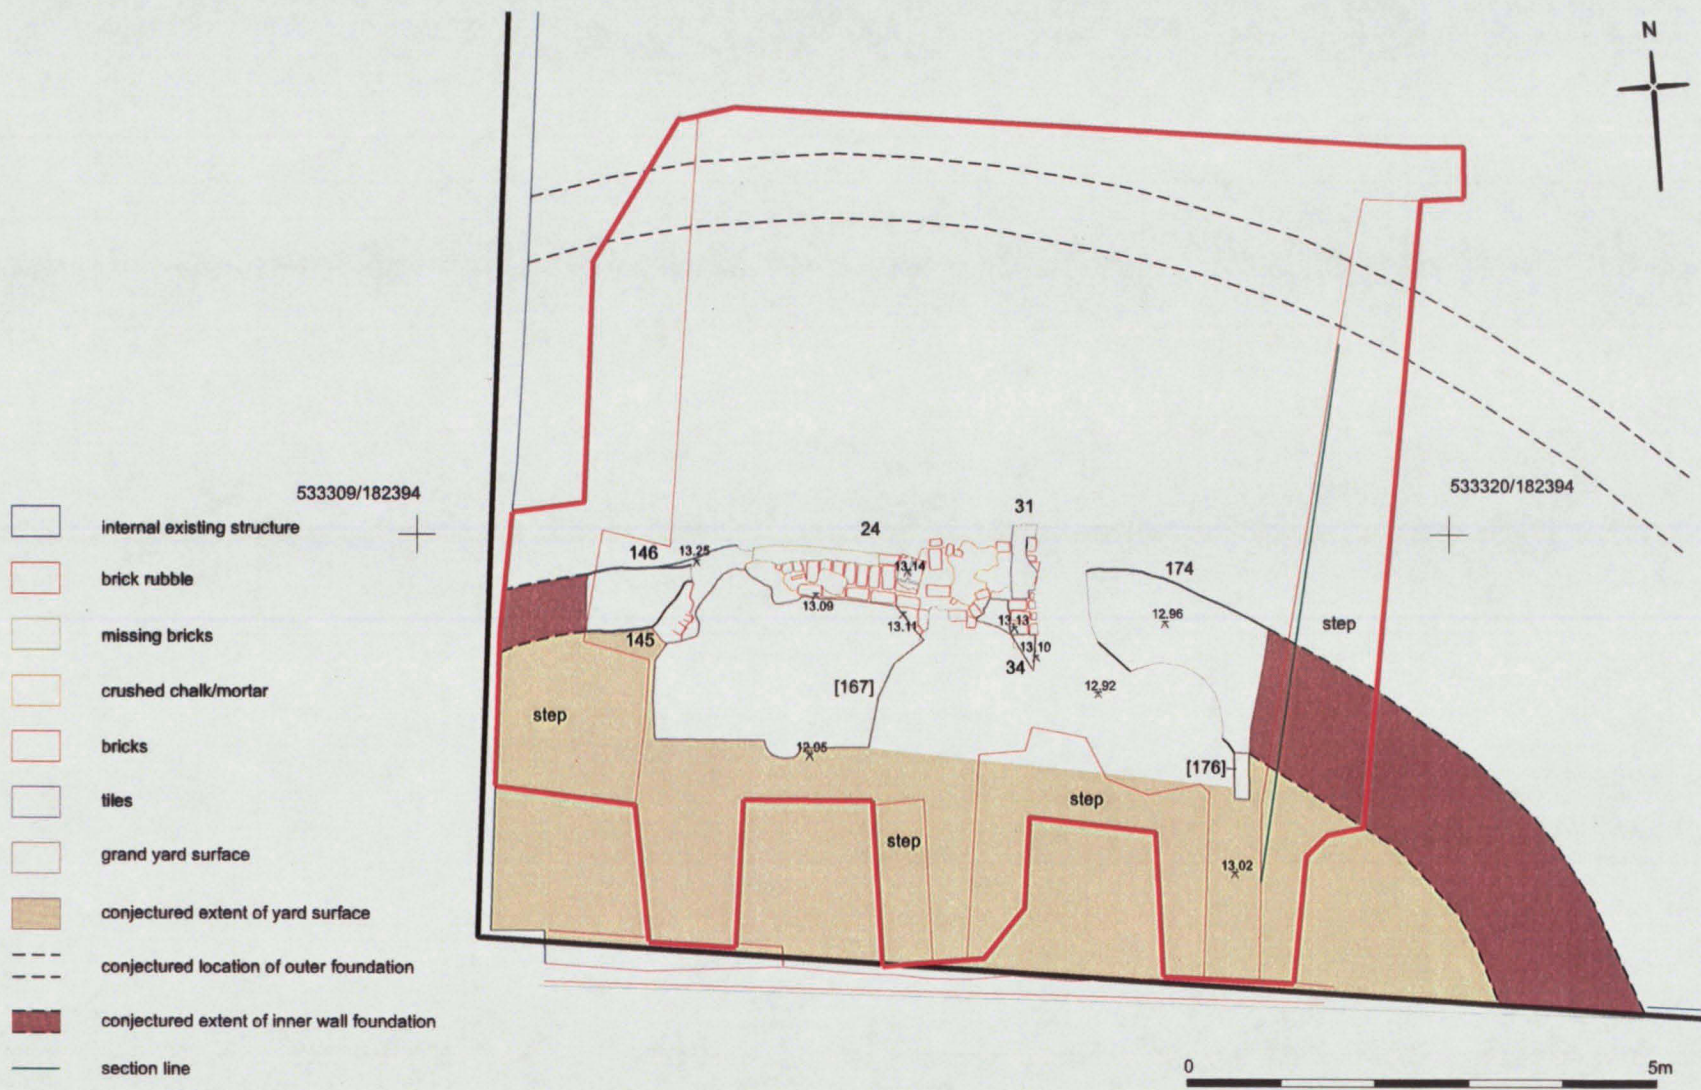 N
533309/182394
533320/182394
internal existing structure
brick rubble
missing bricks
crushed chalk/mortar
bricks
tiles
grand yard surface
conjectured extent of yard surface
conjectured location of outer foundation
conjectured extent of inner wall foundation
section line
31
24
146
13.25
13.14
174
13.09
13.11
13.13
12.96
step
145
13.10
34
[167]
12.92
step
12.05
[176]
step
step
13.02
0
5m